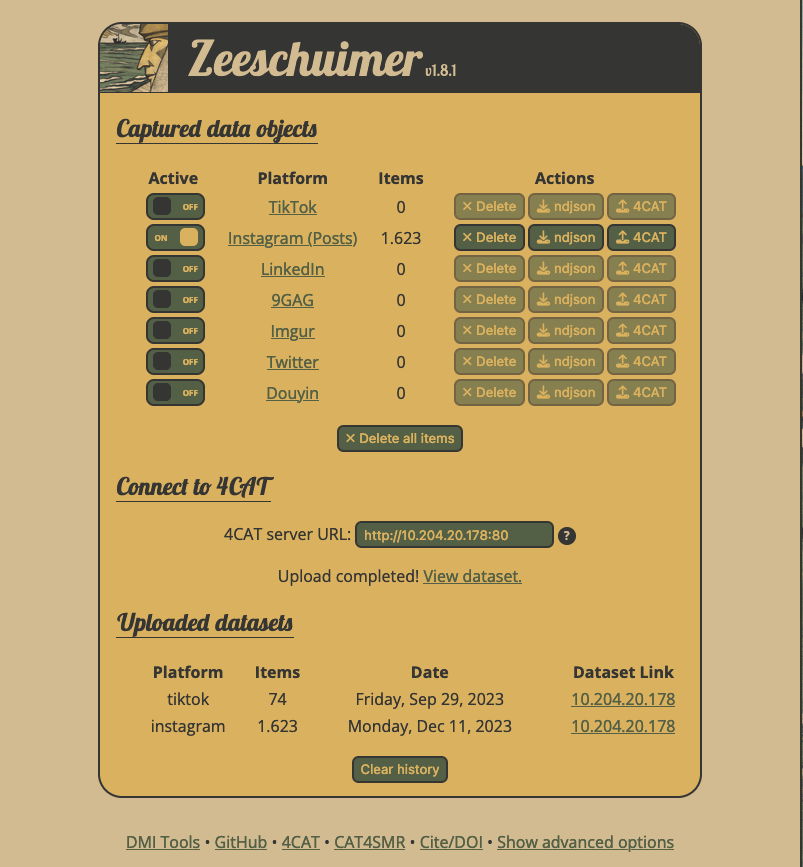 Zeeschuimer v1.8.1
Captured data objects
Active Platform Items Actions
OFF TikTok 0 × Delete ndjson 4CAT
ON Instagram (Posts) 1.623 × Delete ndjson 4CAT
OFF LinkedIn 0 × Delete ndjson 4CAT
OFF 9GAG 0 × Delete ndjson 4CAT
OFF Imgur 0 × Delete ndjson 4CAT
OFF Twitter 0 × Delete ndjson 4CAT
OFF Douyin 0 × Delete ndjson 4CAT
× Delete all items
Connect to 4CAT
4CAT server URL: http://10.204.20.178:80 ?
Upload completed! View dataset.
Uploaded datasets
Platform Items Date Dataset Link
tiktok 74 Friday, Sep 29, 2023 10.204.20.178
instagram 1.623 Monday, Dec 11, 2023 10.204.20.178
Clear history
DMI Tools • GitHub • 4CAT • CAT4SMR • Cite/DOI • Show advanced options